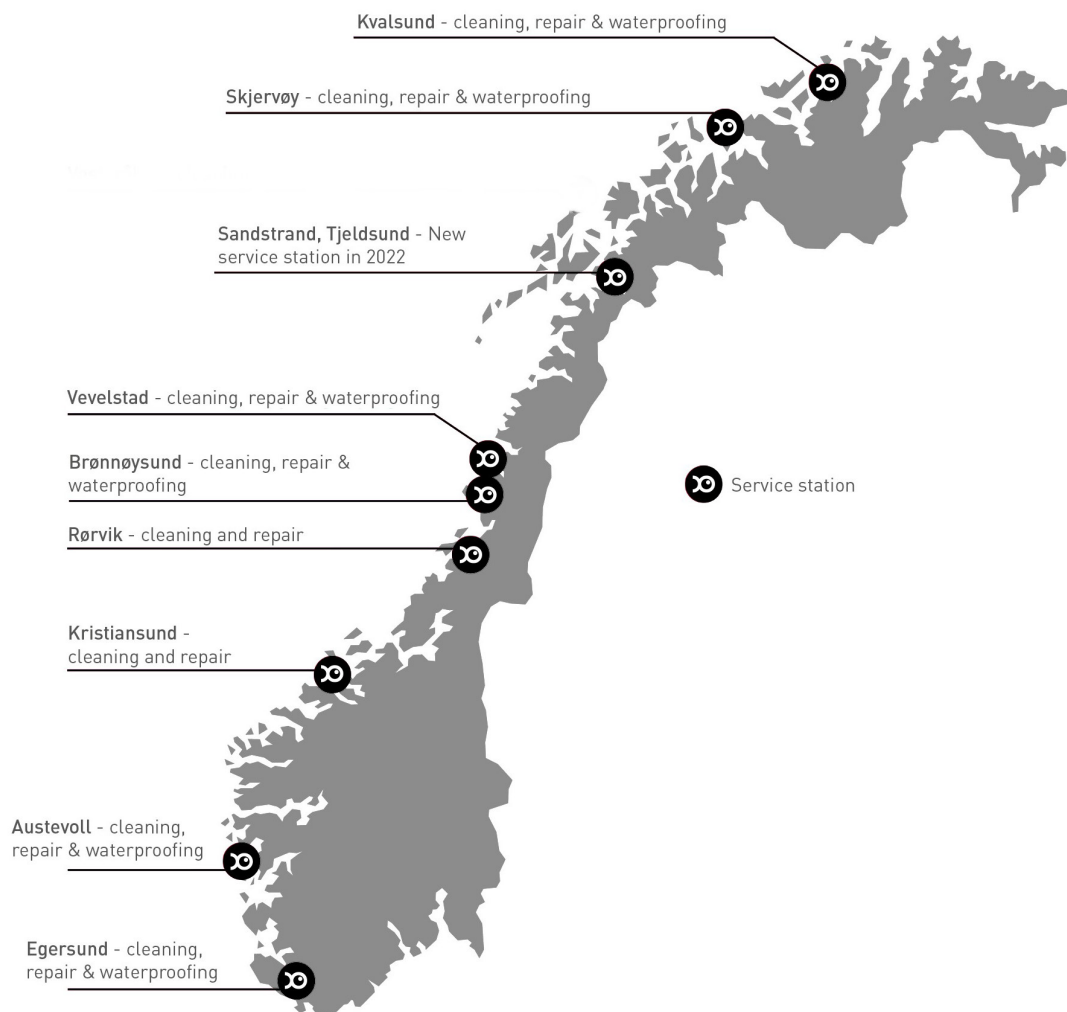 Kvalsund - cleaning, repair & waterproofing
Skjervøy - cleaning, repair & waterproofing
Sandstrand, Tjeldsund - New
service station in 2022
Vevelstad - cleaning, repair & waterproofing
Brønnøysund - cleaning, repair &
waterproofing
Service station
Rørvik - cleaning and repair
Kristiansund -
cleaning and repair
Austevoll - cleaning,
repair & waterproofing
Egersund - cleaning,
repair & waterproofing